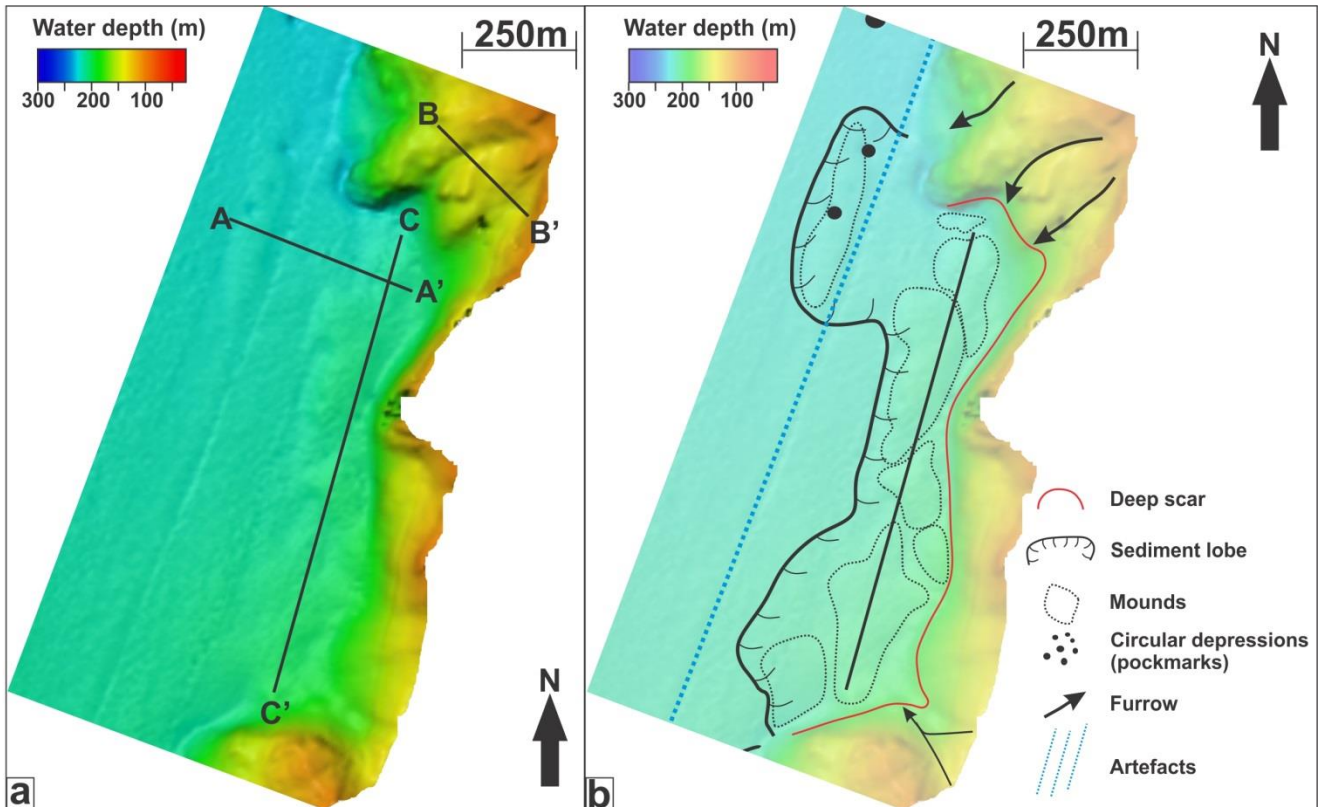 Water depth (m)
300 200 100
250m
A
A’
B
B’
C
C’
N
a
Water depth (m)
300 200 100
250m
N
Deep scar
Sediment lobe
Mounds
Circular depressions
(pockmarks)
Furrow
Artefacts
b